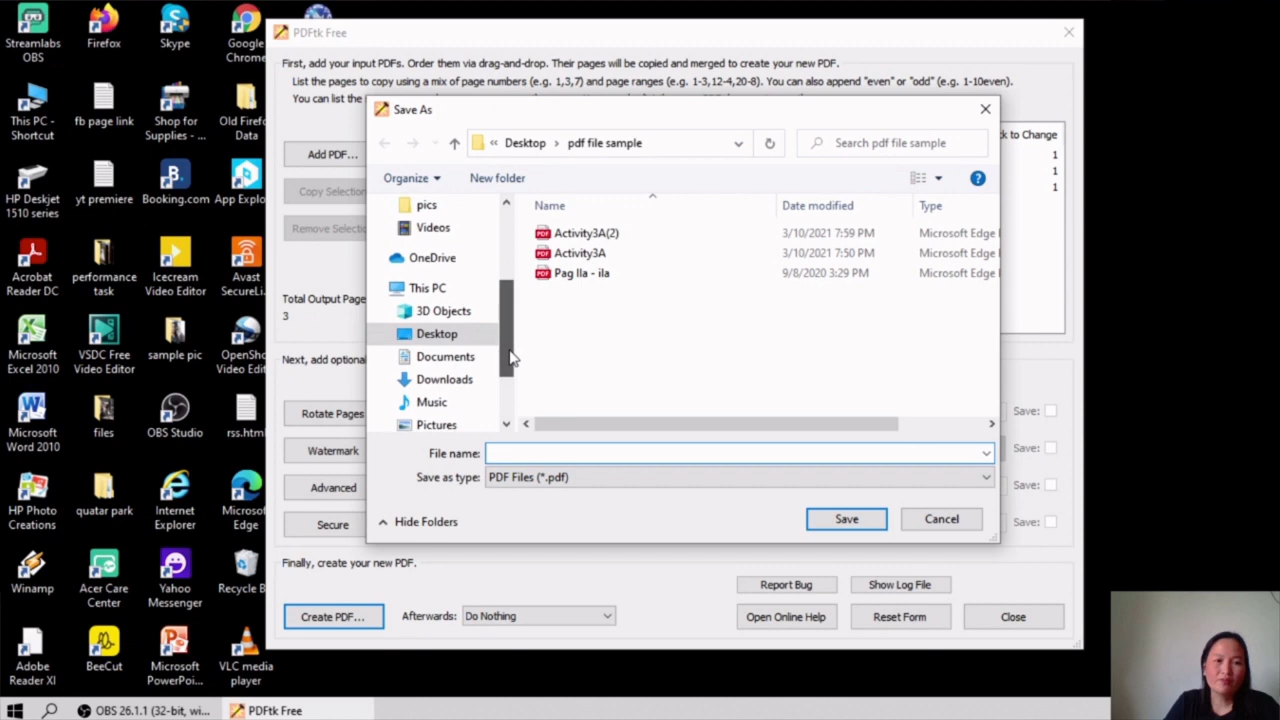 Streamlabs
OBS
Firefox
Skype
Google
Chrome
This PC -
Shortcut
fb page link
Shop for
Supplies - ...
Old Firefox
Data
HP Deskjet
1510 series
yt premiere
Booking.com
App Explo
Acrobat
Reader DC
performance
task
Icecream
Video Editor
Avast
SecureLi...
Microsoft
Excel 2010
VSDC Free
Video Editor
sample pic
OpenSho
Video Edit
Microsoft
Word 2010
files
OBS Studio
rss.html
HP Photo
Creations
quatar park
Internet
Explorer
Microsof
Edge
Winamp
Acer Care
Center
Yahoo
Messenger
Recycle B
Adobe
Reader XI
BeeCut
Microsoft
PowerPoi...
VLC media
player
PDFtk Free
First, add your input PDFs. Order them via drag-and-drop. Their pages will be copied and merged to create your new PDF.
List the pages to copy using a mix of page numbers (e.g. 1,3,7) and page ranges (e.g. 1-3,12-4,20-8). You can also append "even" or "odd" (e.g. 1-10even).
You can list the
ck to Change
1
1
1
Add PDF...
Copy Selection
Remove Selectio
Total Output Page
3
Next, add optiona
Rotate Pages
Save:
Watermark
Save:
Advanced
Save:
Secure
Save:
Save As
« Desktop › pdf file sample
Search pdf file sample
Organize
New folder
pics
Videos
OneDrive
This PC
3D Objects
Desktop
Documents
Downloads
Music
Pictures
Name Date modified Type
Activity3A(2) 3/10/2021 7:59 PM Microsoft Edge
Activity3A 3/10/2021 7:50 PM Microsoft Edge
Pag Ila - ila 9/8/2020 3:29 PM Microsoft Edge
File name:
Save as type: PDF Files (*.pdf)
Hide Folders
Save
Cancel
Finally, create your new PDF.
Report Bug
Show Log File
Create PDF...
Afterwards:
Do Nothing
Open Online Help
Reset Form
Close
OBS 26.1.1 (32-bit, wi...
PDFtk Free